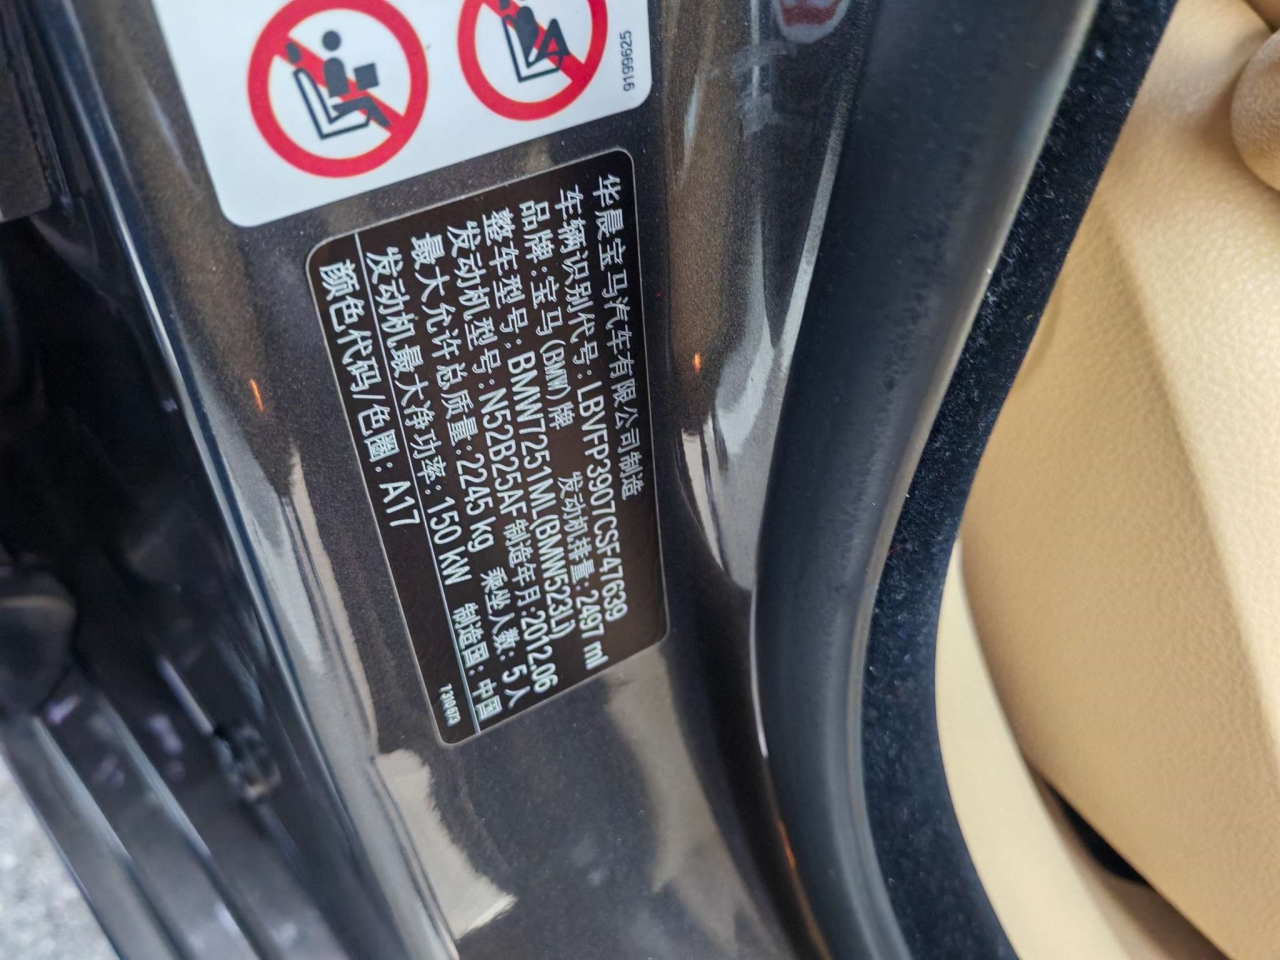 9199625
华晨宝马汽车有限公司制造
车辆识别代号: LBVFP3907CSF47639
品牌:宝马(BMW)牌 发动机排量: 2497 ml
整车型号: BMW7251ML(BMW523Li)
发动机型号: N52B25AF 制造年月:2012.06
最大允许总质量: 2245 kg 乘坐人数: 5人
发动机最大净功率: 150 kW 制造国: 中国
颜色代码/色圈: A17
7310 673